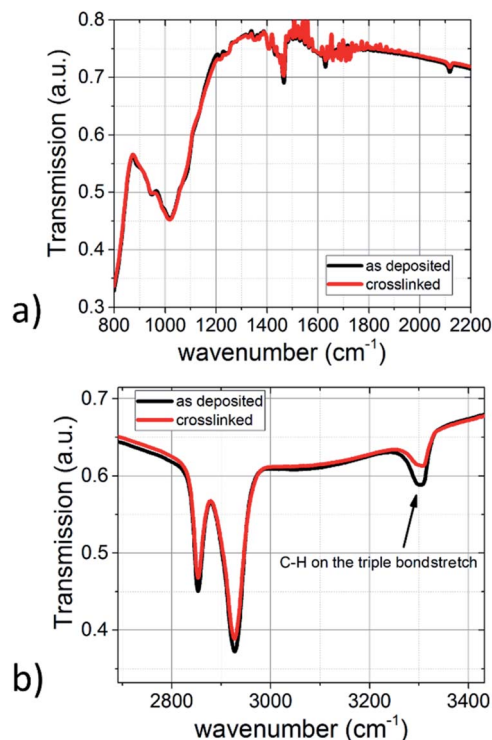 a)
Transmission (a.u.)
0.8
0.7
0.6
0.5
0.4
0.3
as deposited
crosslinked
800 1000 1200 1400 1600 1800 2000 2200
wavenumber (cm-1)
b)
Transmission (a.u.)
0.7
0.6
0.5
0.4
as deposited
crosslinked
C-H on the triple bondstretch
2800 3000 3200 3400
wavenumber (cm-1)